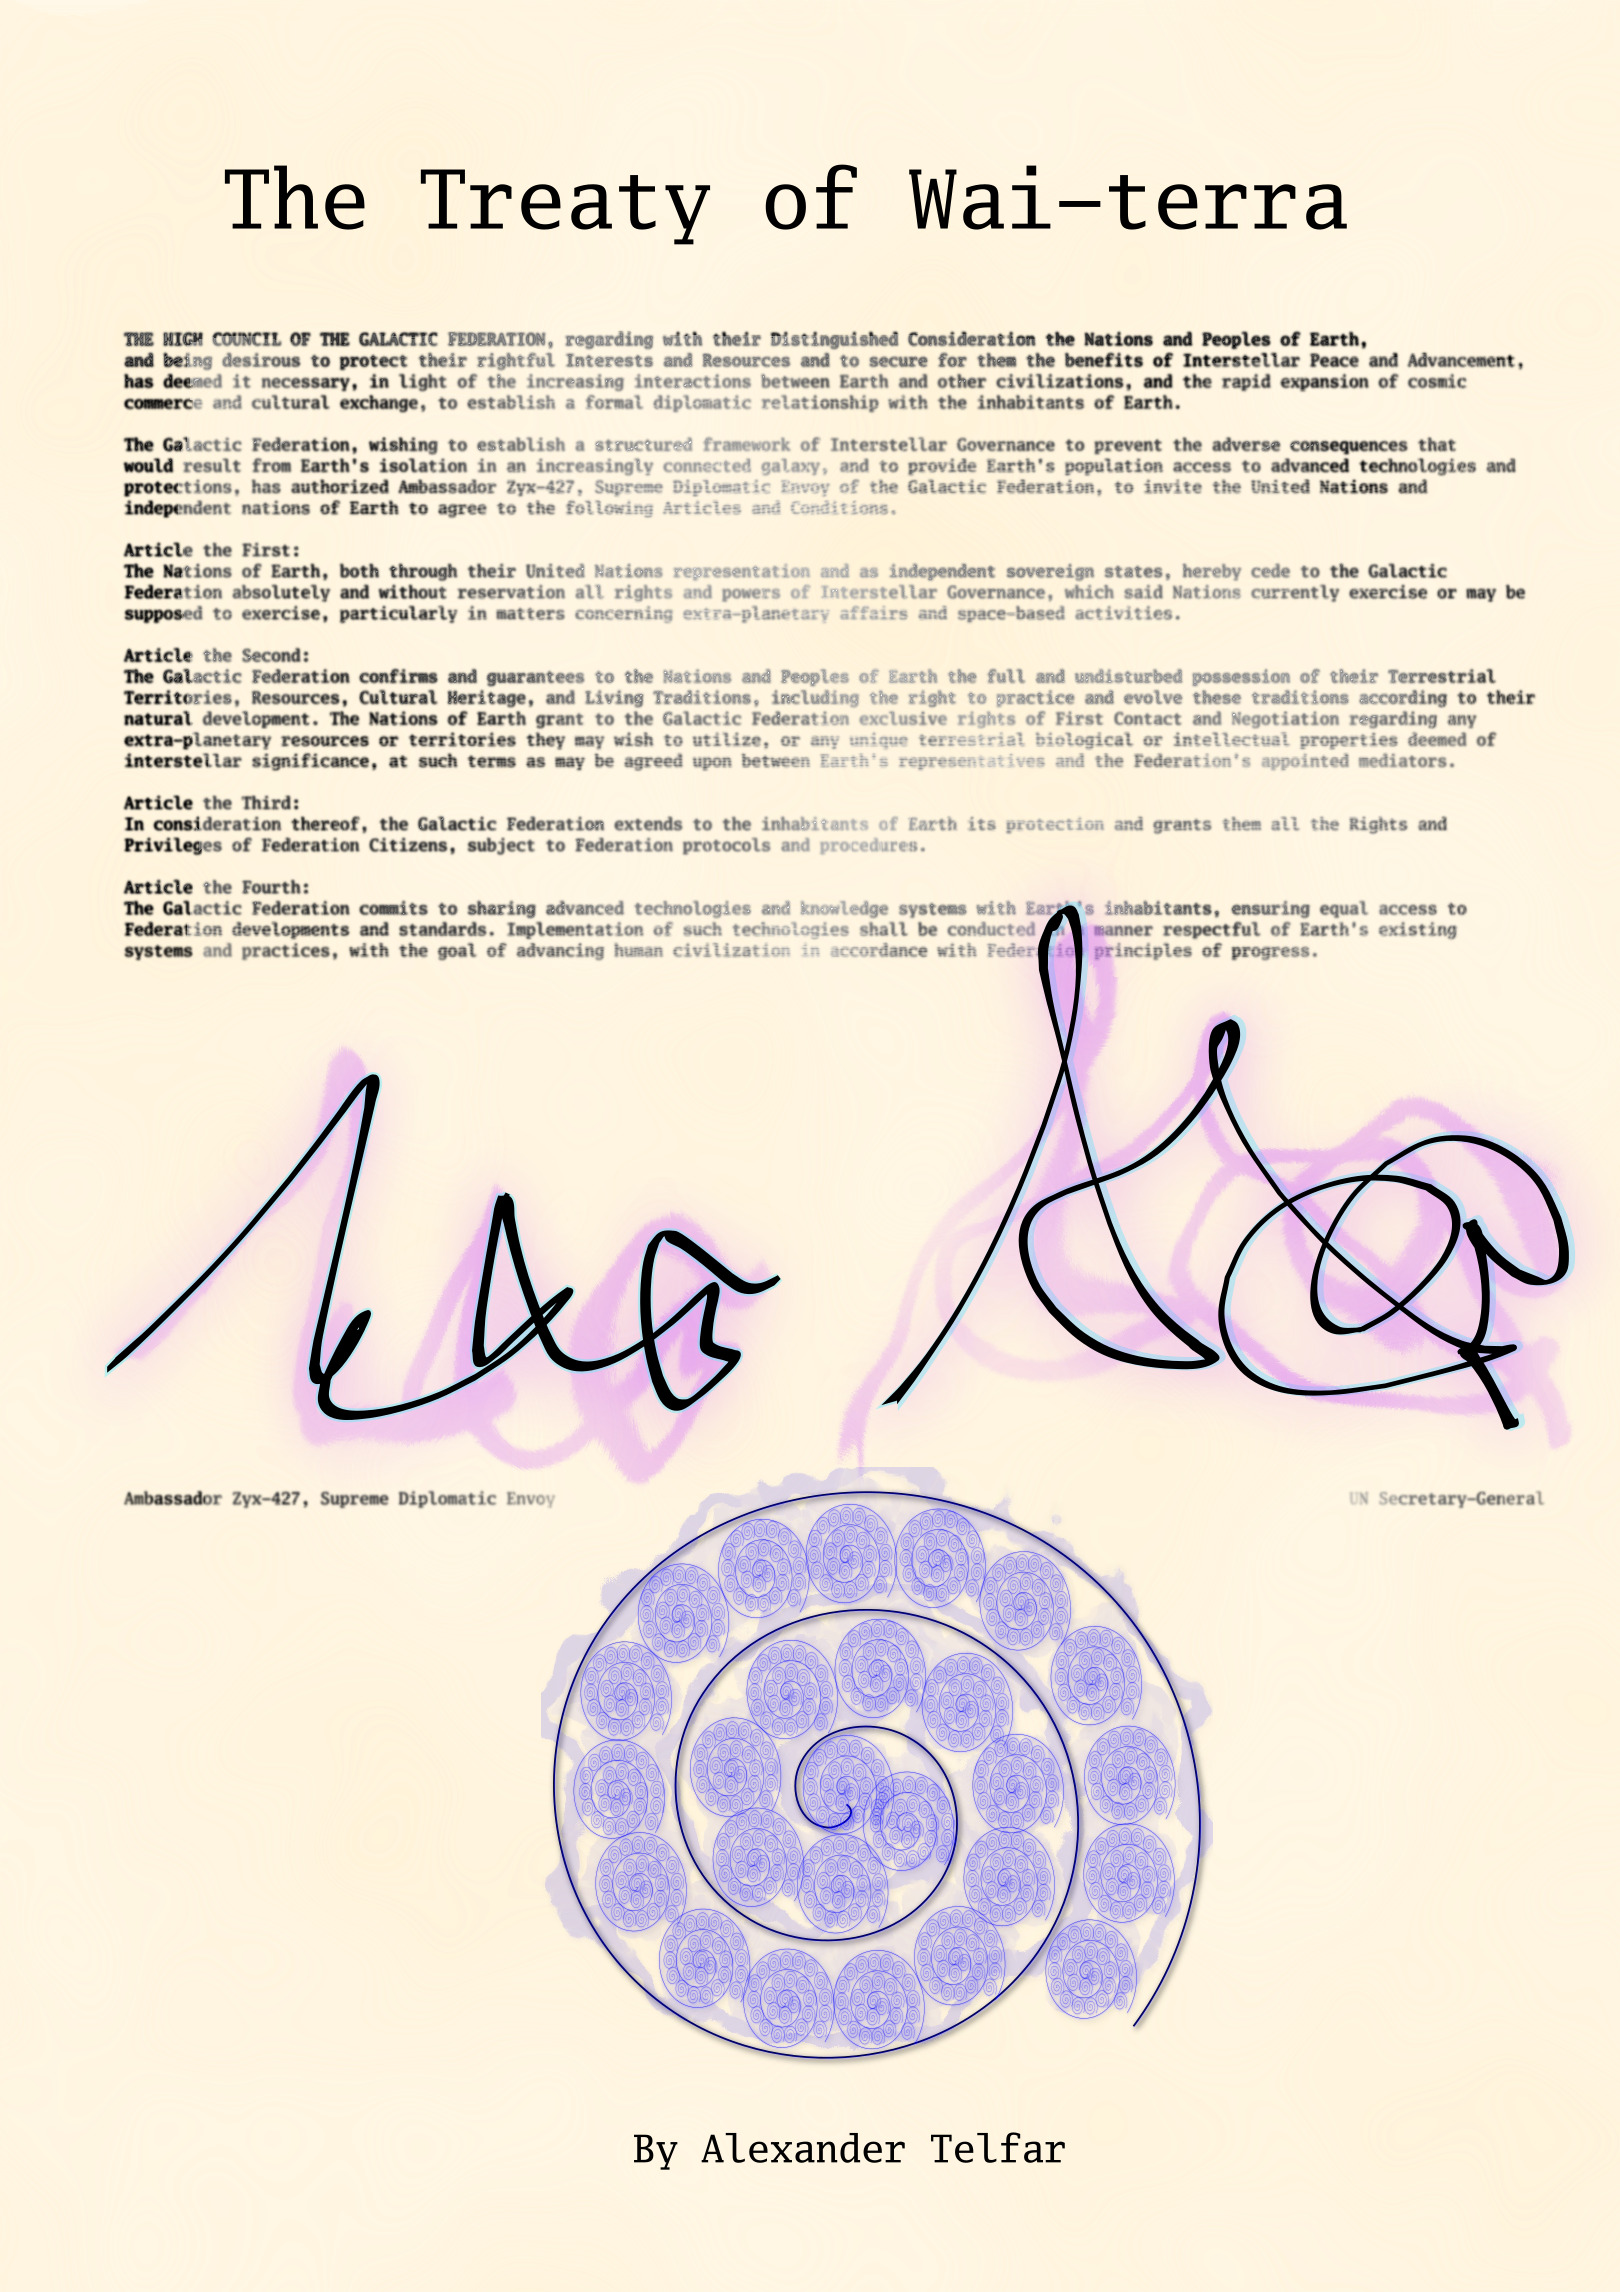 The Treaty of Wai-terra
THE HIGH COUNCIL OF THE GALACTIC FEDERATION, regarding with their Distinguished Consideration the Nations and Peoples of Earth,
and being desirous to protect their rightful Interests and Resources and to secure for them the benefits of Interstellar Peace and Advancement,
has deemed it necessary, in light of the increasing interactions between Earth and other civilizations, and the rapid expansion of cosmic
commerce and cultural exchange, to establish a formal diplomatic relationship with the inhabitants of Earth.
The Galactic Federation, wishing to establish a structured framework of Interstellar Governance to prevent the adverse consequences that
would result from Earth's isolation in an increasingly connected galaxy, and to provide Earth's population access to advanced technologies and
protections, has authorized Ambassador Zyx-427, Supreme Diplomatic Envoy of the Galactic Federation, to invite the United Nations and
independent nations of Earth to agree to the following Articles and Conditions.
Article the First:
The Nations of Earth, both through their United Nations representation and as independent sovereign states, hereby cede to the Galactic
Federation absolutely and without reservation all rights and powers of Interstellar Governance, which said Nations currently exercise or may be
supposed to exercise, particularly in matters concerning extra-planetary affairs and space-based activities.
Article the Second:
The Galactic Federation confirms and guarantees to the Nations and Peoples of Earth the full and undisturbed possession of their Terrestrial
Territories, Resources, Cultural Heritage, and Living Traditions, including the right to practice and evolve these traditions according to their
natural development. The Nations of Earth grant to the Galactic Federation exclusive rights of First Contact and Negotiation regarding any
extra-planetary resources or territories they may wish to utilize, or any unique terrestrial biological or intellectual properties deemed of
interstellar significance, at such terms as may be agreed upon between Earth's representatives and the Federation's appointed mediators.
Article the Third:
In consideration thereof, the Galactic Federation extends to the inhabitants of Earth its protection and grants them all the Rights and
Privileges of Federation Citizens, subject to Federation protocols and procedures.
Article the Fourth:
The Galactic Federation commits to sharing advanced technologies and knowledge systems with Earth's inhabitants, ensuring equal access to
Federation developments and standards. Implementation of such technologies shall be conducted in a manner respectful of Earth's existing
systems and practices, with the goal of advancing human civilization in accordance with Federation principles of progress.
Ambassador Zyx-427, Supreme Diplomatic Envoy
UN Secretary-General
By Alexander Telfar